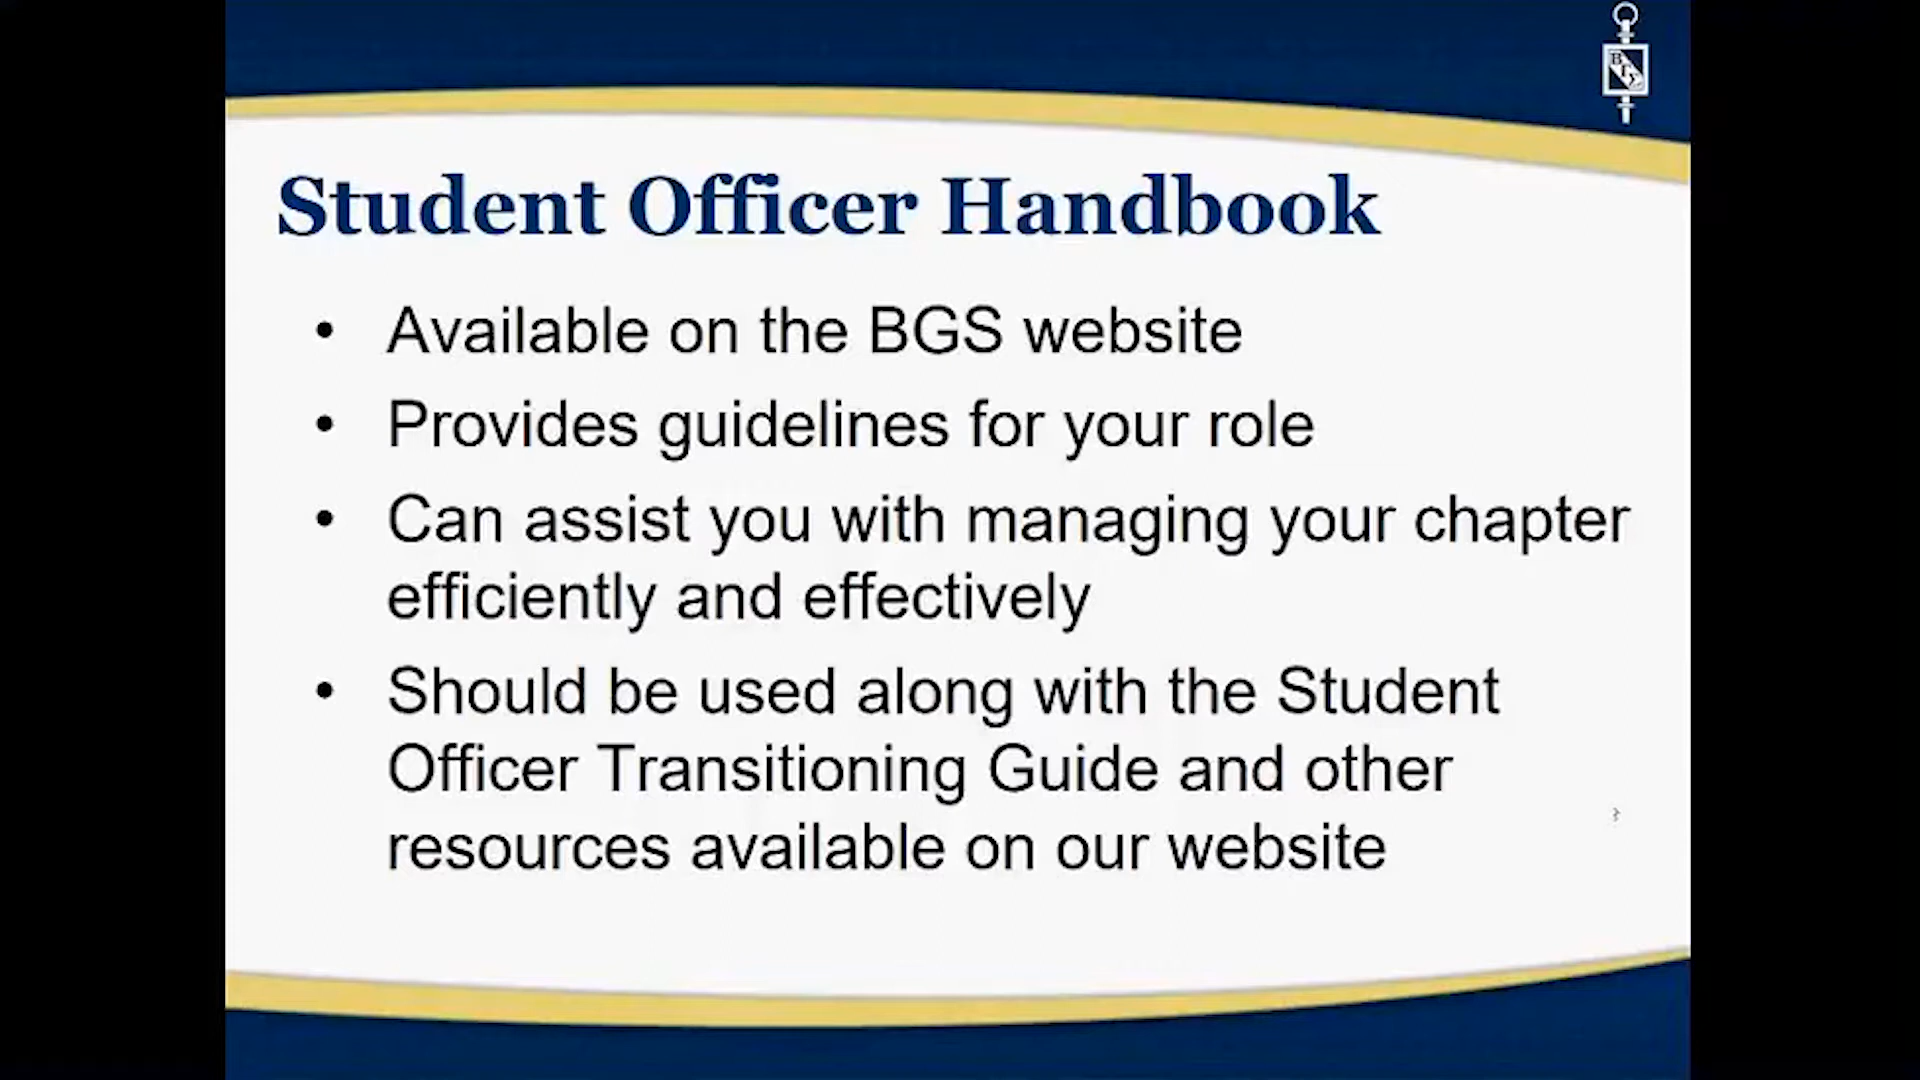 ΒΓΣ
Student Officer Handbook
• Available on the BGS website
• Provides guidelines for your role
• Can assist you with managing your chapter
efficiently and effectively
• Should be used along with the Student
Officer Transitioning Guide and other
resources available on our website